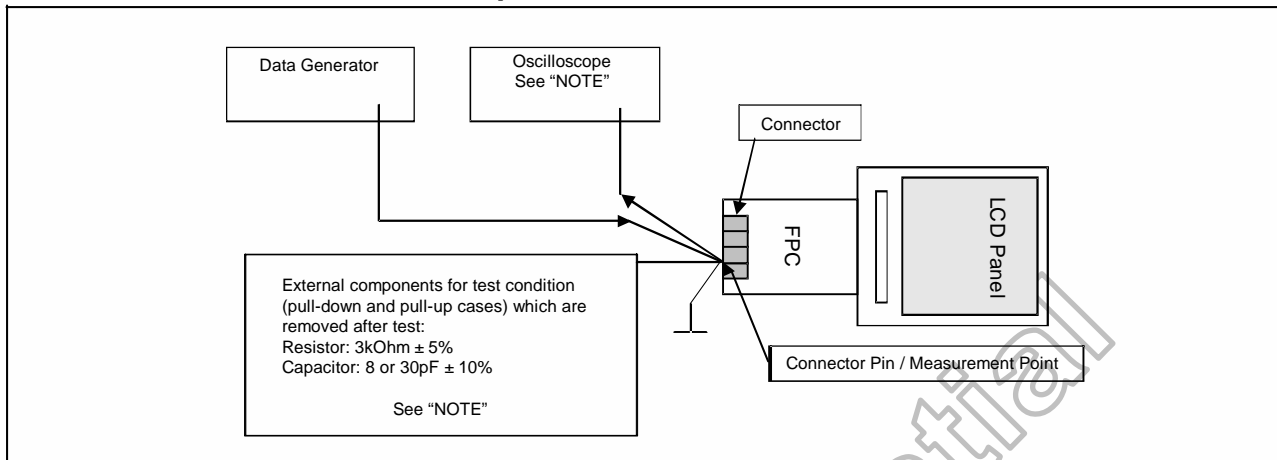 Data Generator
Oscilloscope
See “NOTE”
Connector
LCD Panel
FPC
External components for test condition
(pull-down and pull-up cases) which are
removed after test:
Resistor: 3kOhm ± 5%
Capacitor: 8 or 30pF ± 10%
See “NOTE”
Connector Pin / Measurement Point